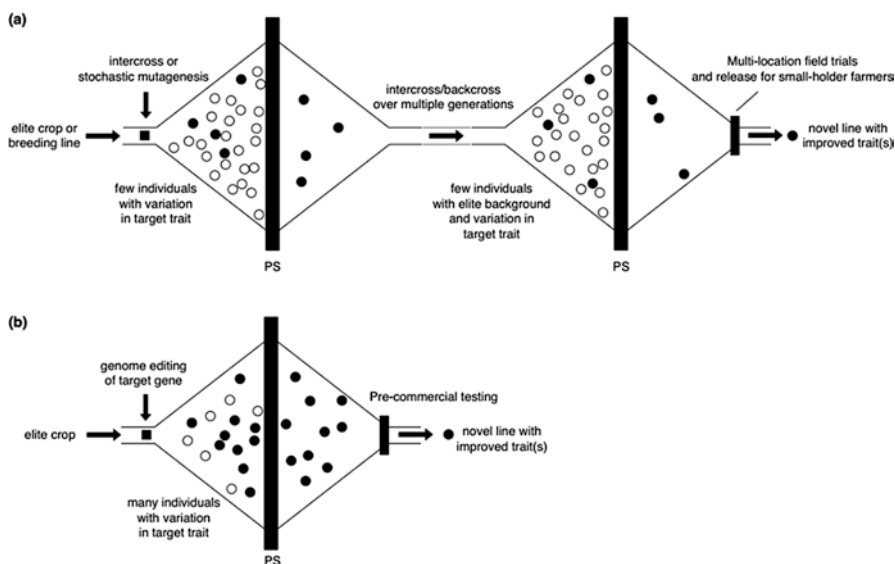 (a)
intercross or
stochastic mutagenesis
elite crop or
breeding line
few individuals
with variation
in target trait
PS
intercross/backcross
over multiple generations
few individuals
with elite background
and variation in
target trait
PS
Multi-location field trials
and release for small-holder farmers
novel line with
improved trait(s)
(b)
genome editing
of target gene
elite crop
many individuals
with variation
in target trait
PS
Pre-commercial testing
novel line with
improved trait(s)